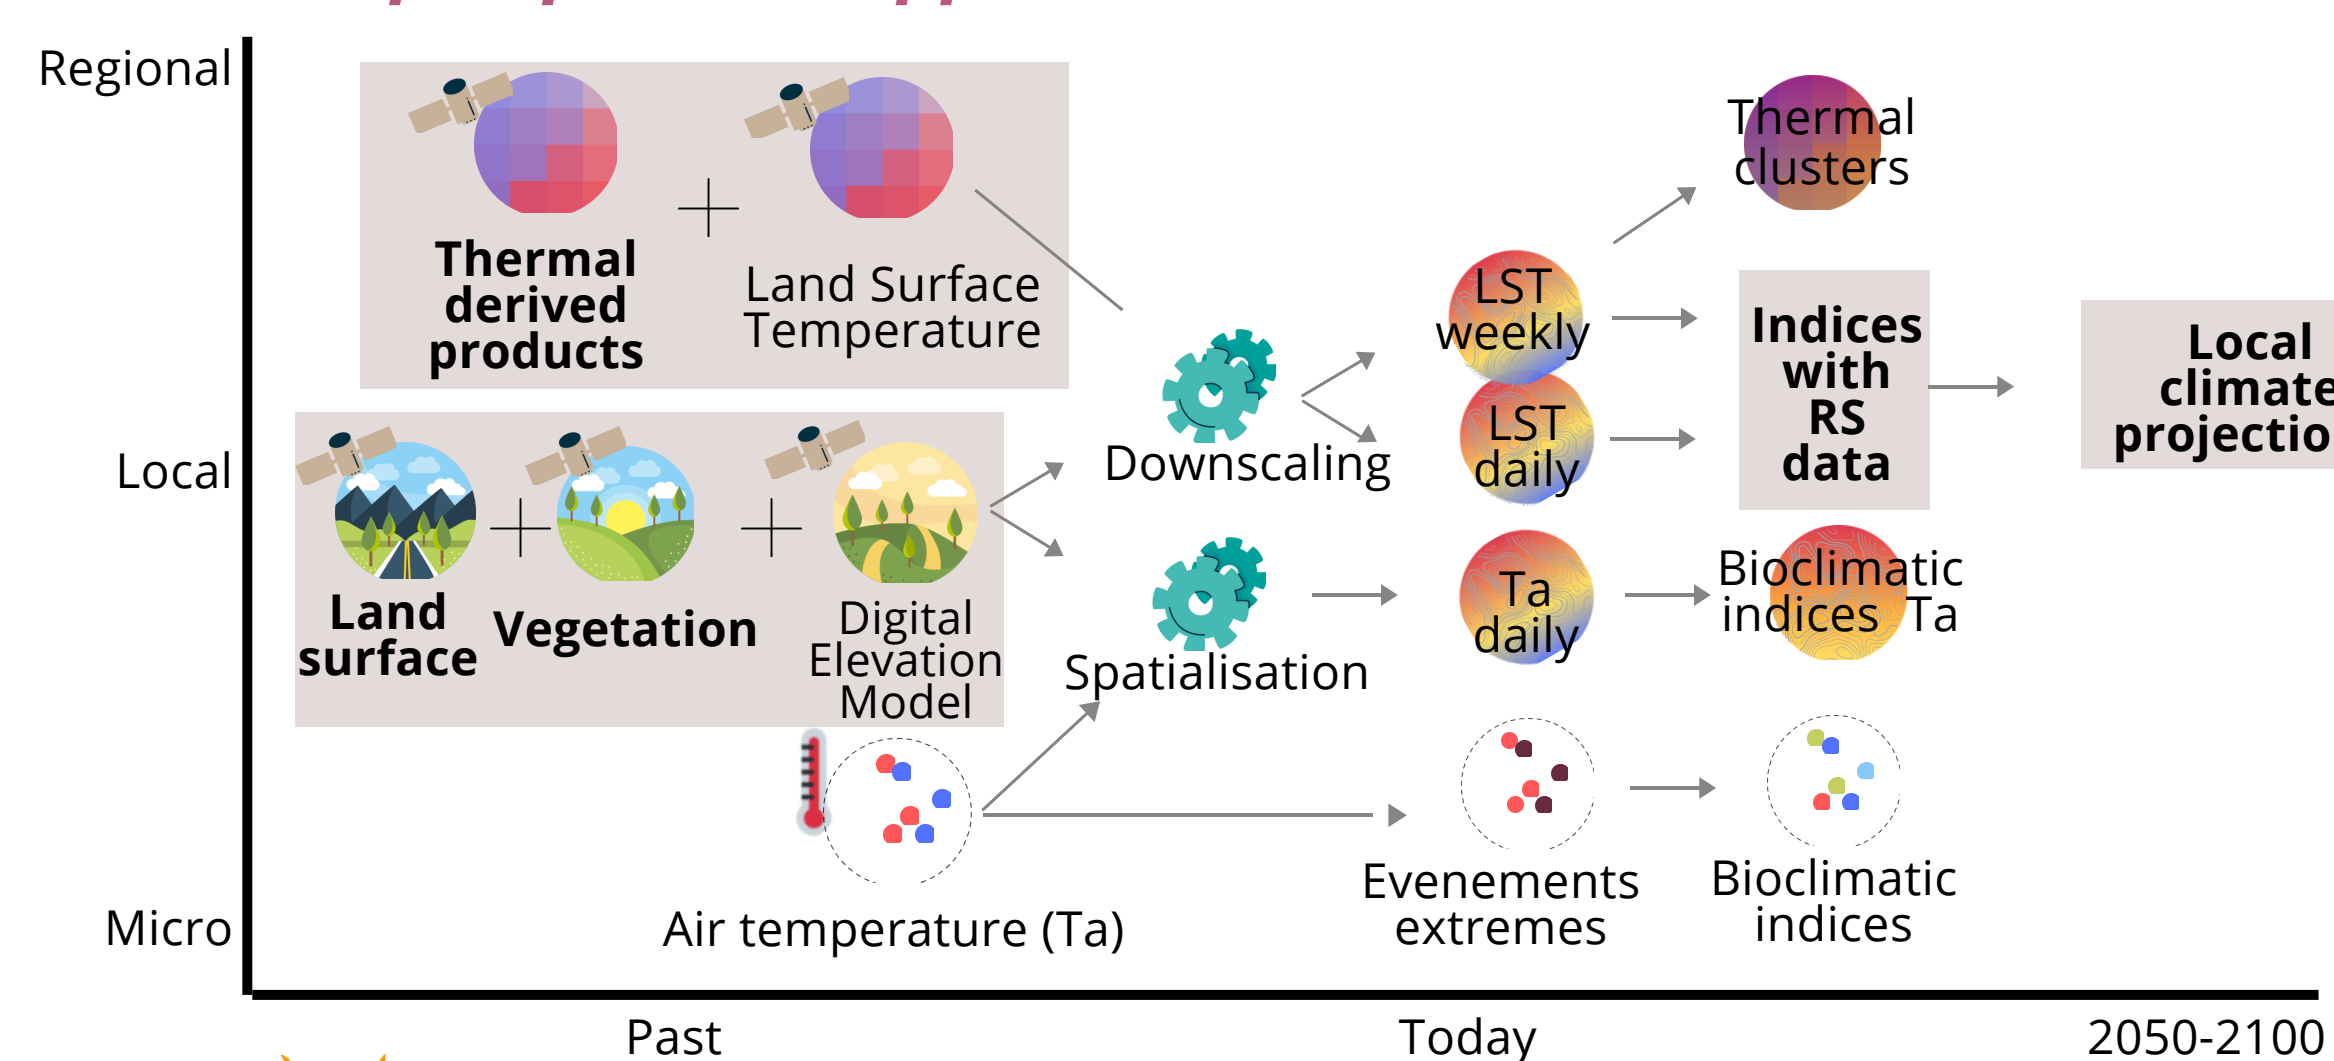 Regional
Thermal
derived
products
Land Surface
Temperature
Thermal
clusters
LST
weekly
LST
daily
Indices
with
RS
data
Local
climate
Local
Downscaling
Land
surface
Vegetation
Digital
Elevation
Model
Spatialisation
Ta
daily
Bioclimatic
indices Ta
Air temperature (Ta)
Evenements
extremes
Bioclimatic
indices
Micro
Past
Today
2050-2100